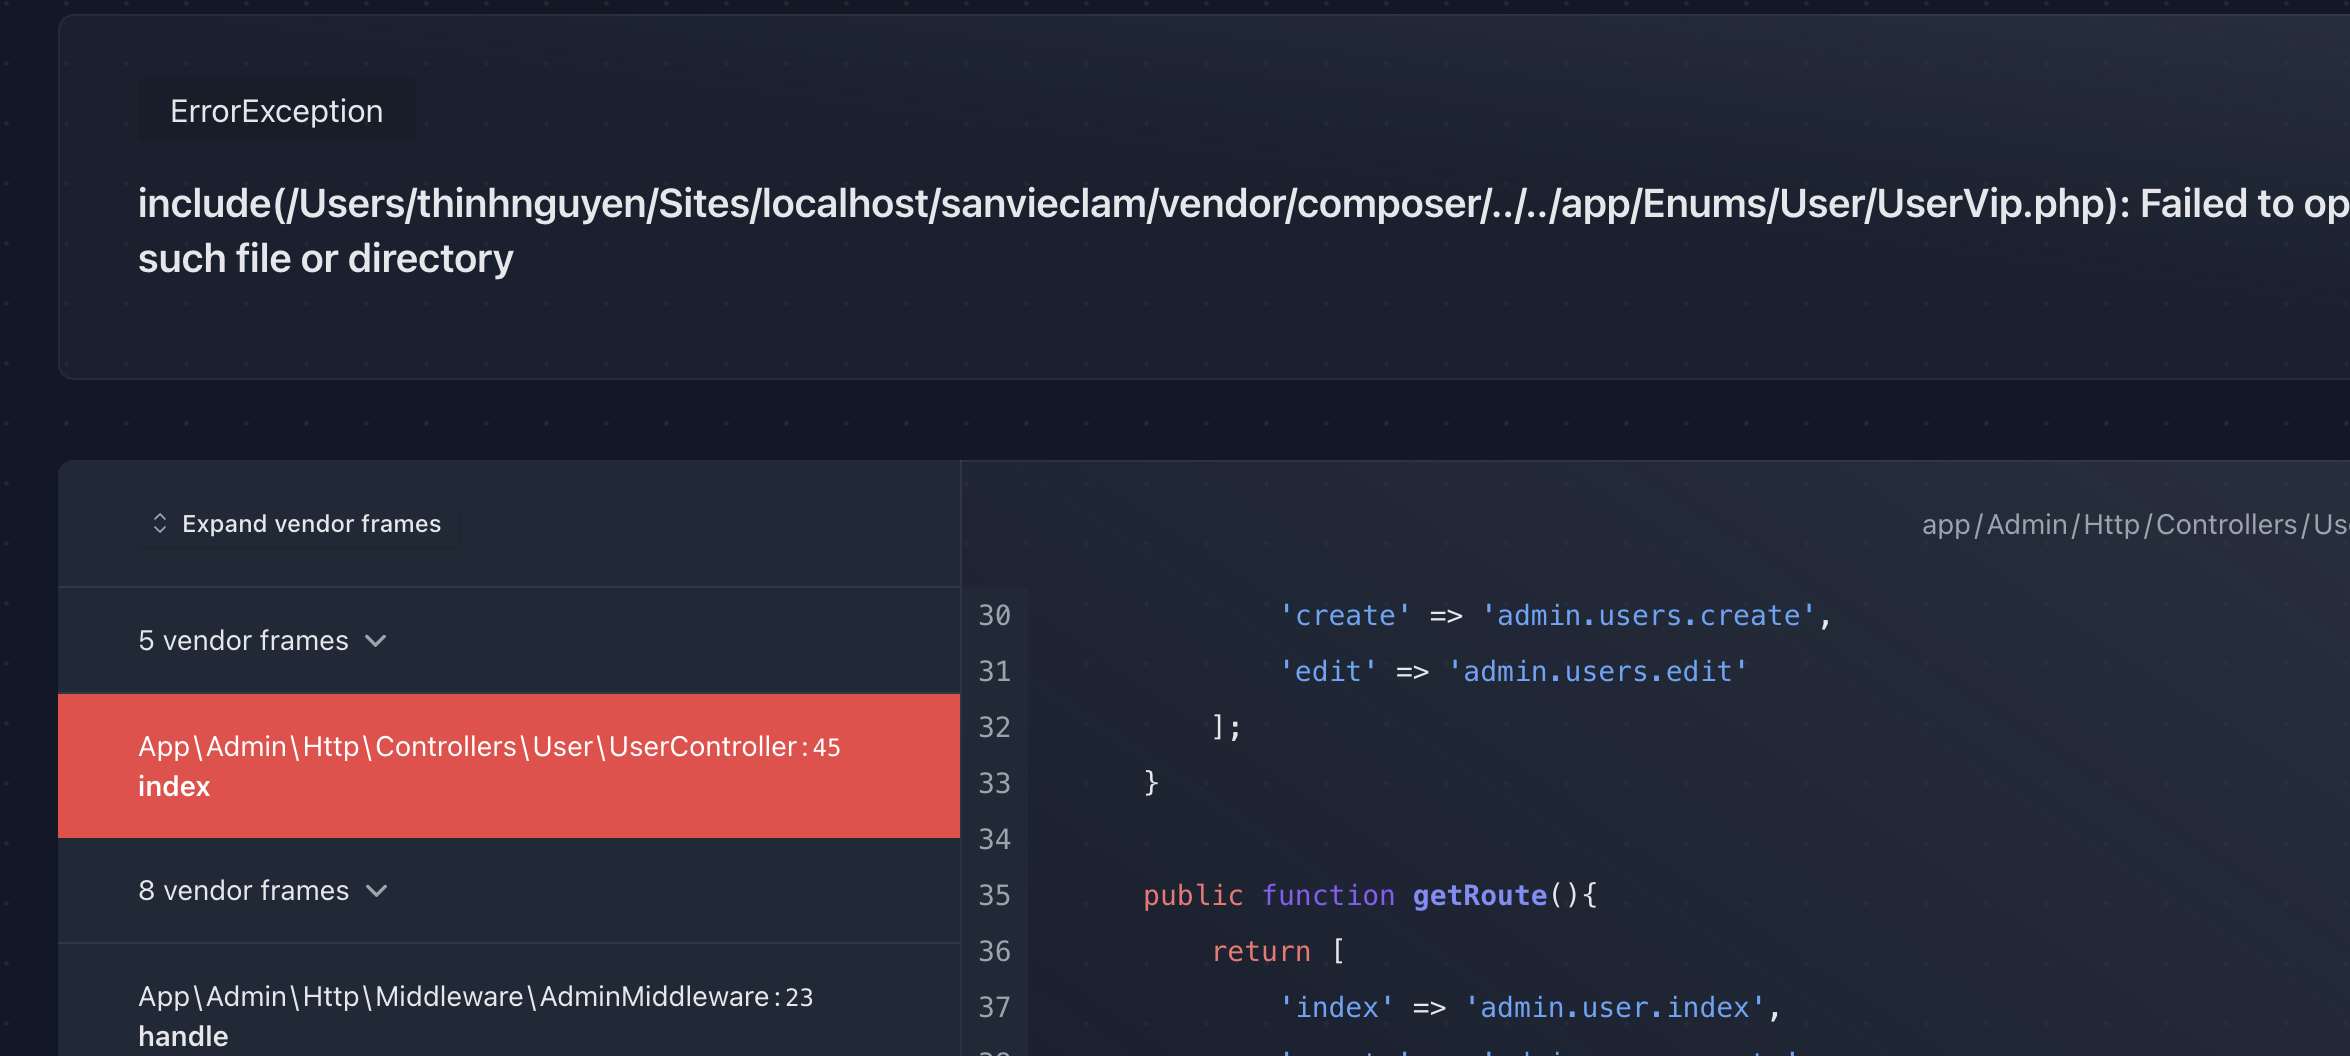 ErrorException
include(/Users/thinhnguyen/Sites/localhost/sanvieclam/vendor/composer/../../app/Enums/User/UserVip.php): Failed to op
such file or directory
Expand vendor frames
5 vendor frames
App\Admin\Http\Controllers\User\UserController:45
index
8 vendor frames
App\Admin\Http\Middleware\AdminMiddleware:23
handle
app/Admin/Http/Controllers/Us
30 'create' => 'admin.users.create',
31 'edit' => 'admin.users.edit'
32 ];
33 }
34
35 public function getRoute(){
36 return [
37 'index' => 'admin.user.index',